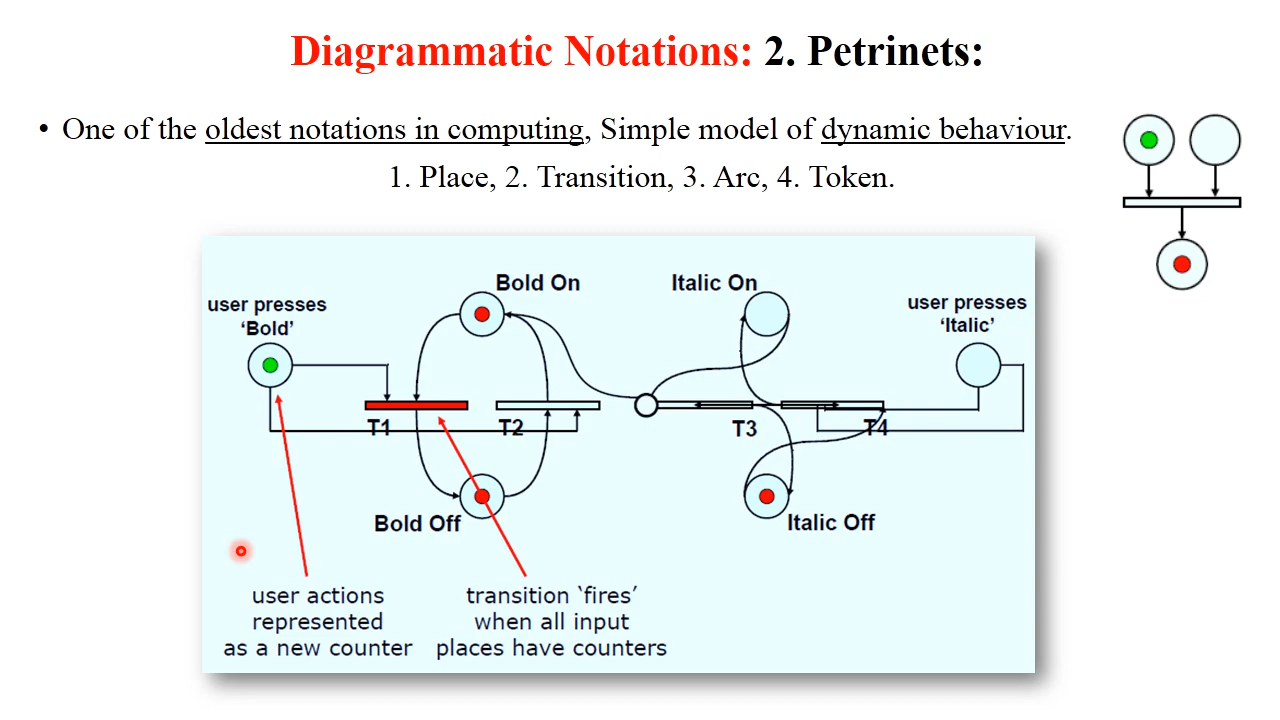 Diagrammatic Notations: 2. Petrinets:
• One of the oldest notations in computing, Simple model of dynamic behaviour.
1. Place, 2. Transition, 3. Arc, 4. Token.
Bold On
Italic On
user presses
‘Bold’
user presses
‘Italic’
T1
T2
T3
T4
Bold Off
Italic Off
user actions
represented
as a new counter
transition ‘fires’
when all input
places have counters